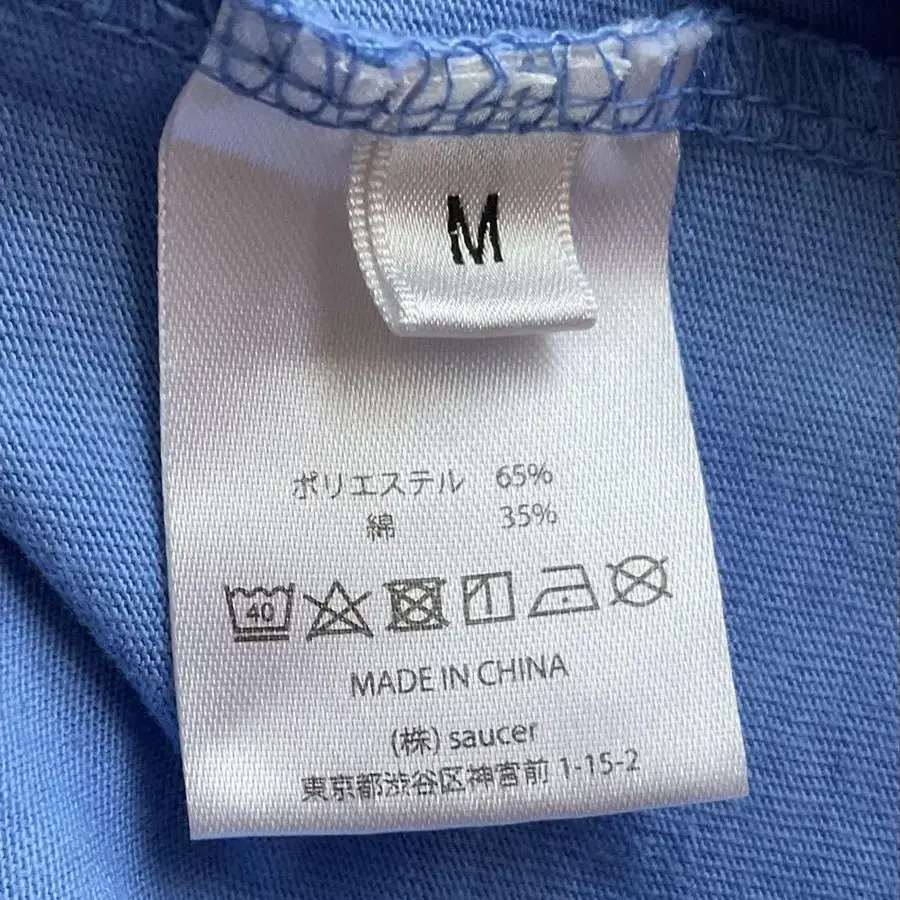 M
ポリエステル 65%
綿 35%
40
MADE IN CHINA
(株) saucer
東京都渋谷区神宮前 1-15-2